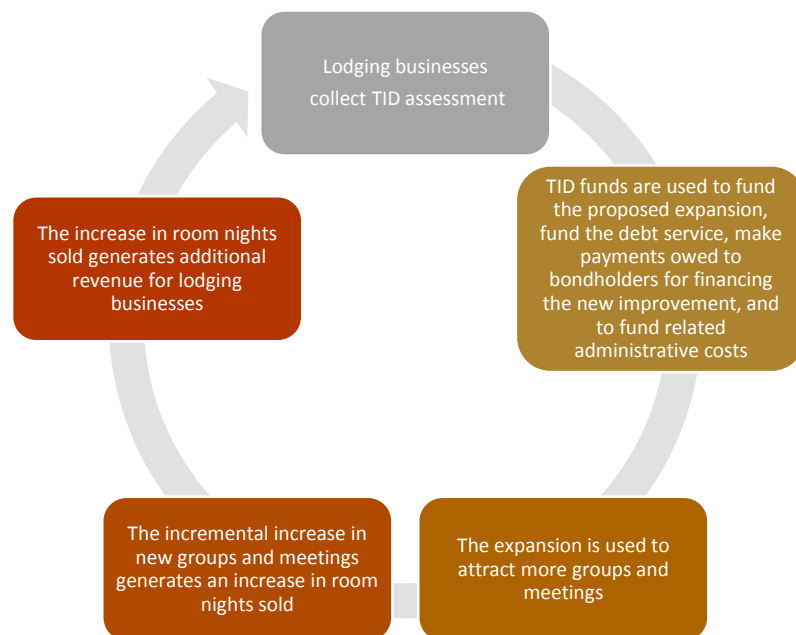 Lodging businesses
collect TID assessment
TID funds are used to fund
the proposed expansion,
fund the debt service, make
payments owed to
bondholders for financing
the new improvement, and
to fund related
administrative costs
The expansion is used to
attract more groups and
meetings
The incremental increase in
new groups and meetings
generates an increase in room
nights sold
The increase in room nights
sold generates additional
revenue for lodging
businesses